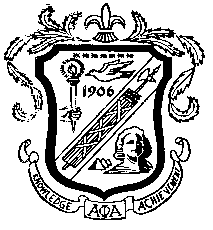 1906
KNOWLEDGE ΑΦΑ ACHIEVEMENT